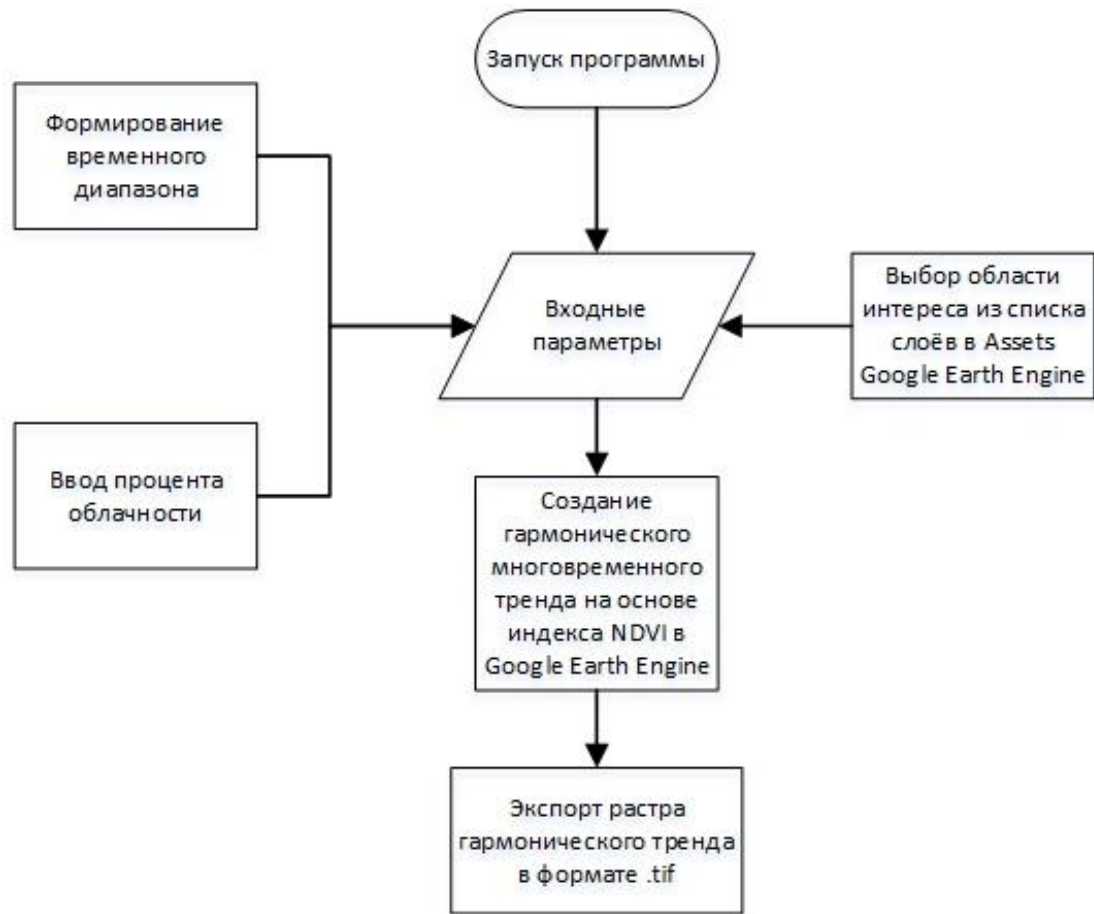 Запуск программы
Формирование
временного
диапазона
Входные
параметры
Выбор области
интереса из списка
слоёв в Assets
Google Earth Engine
Ввод процента
облачности
Создание
гармонического
многовременного
тренда на основе
индекса NDVI в
Google Earth Engine
Экспорт растра
гармонического тренда
в формате .tif